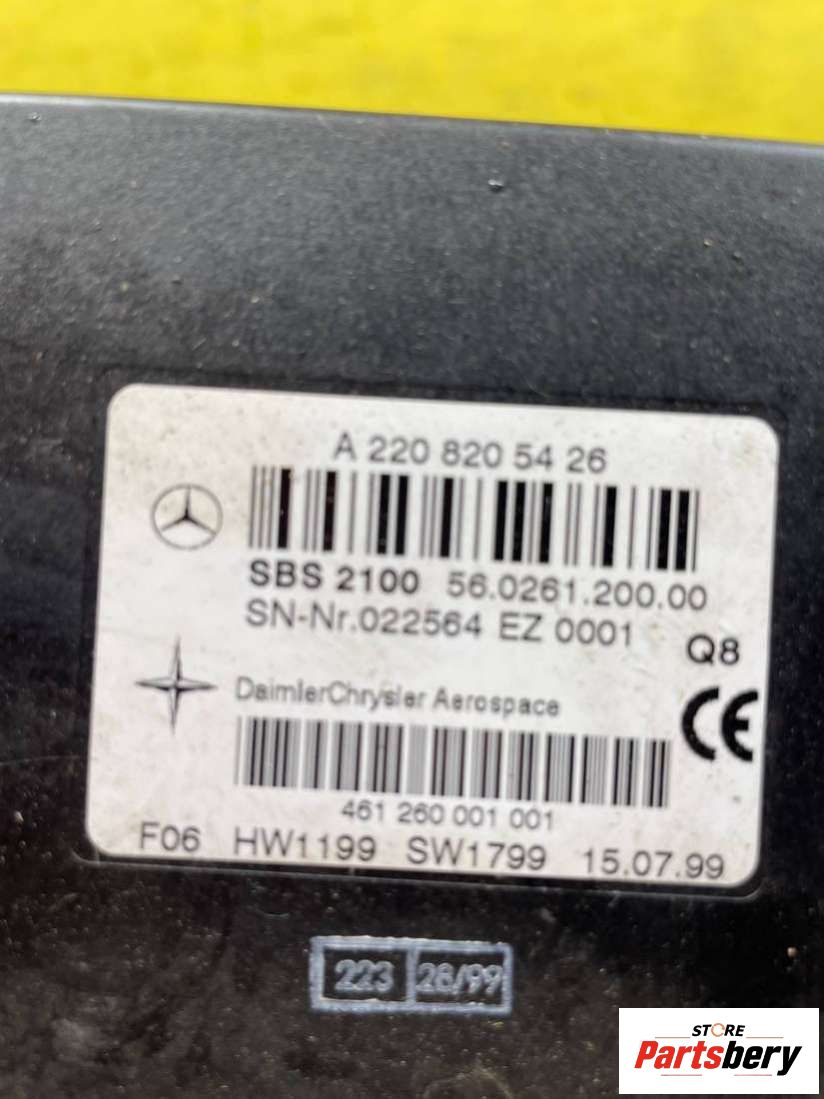 A 220 820 54 26
SBS 2100 56.0261.200.00
SN-Nr.022564 EZ 0001
Q8
DaimlerChrysler Aerospace
CE
461 260 001 001
F06 HW1199 SW1799 15.07.99
223 28/99
STORE
Partsbery